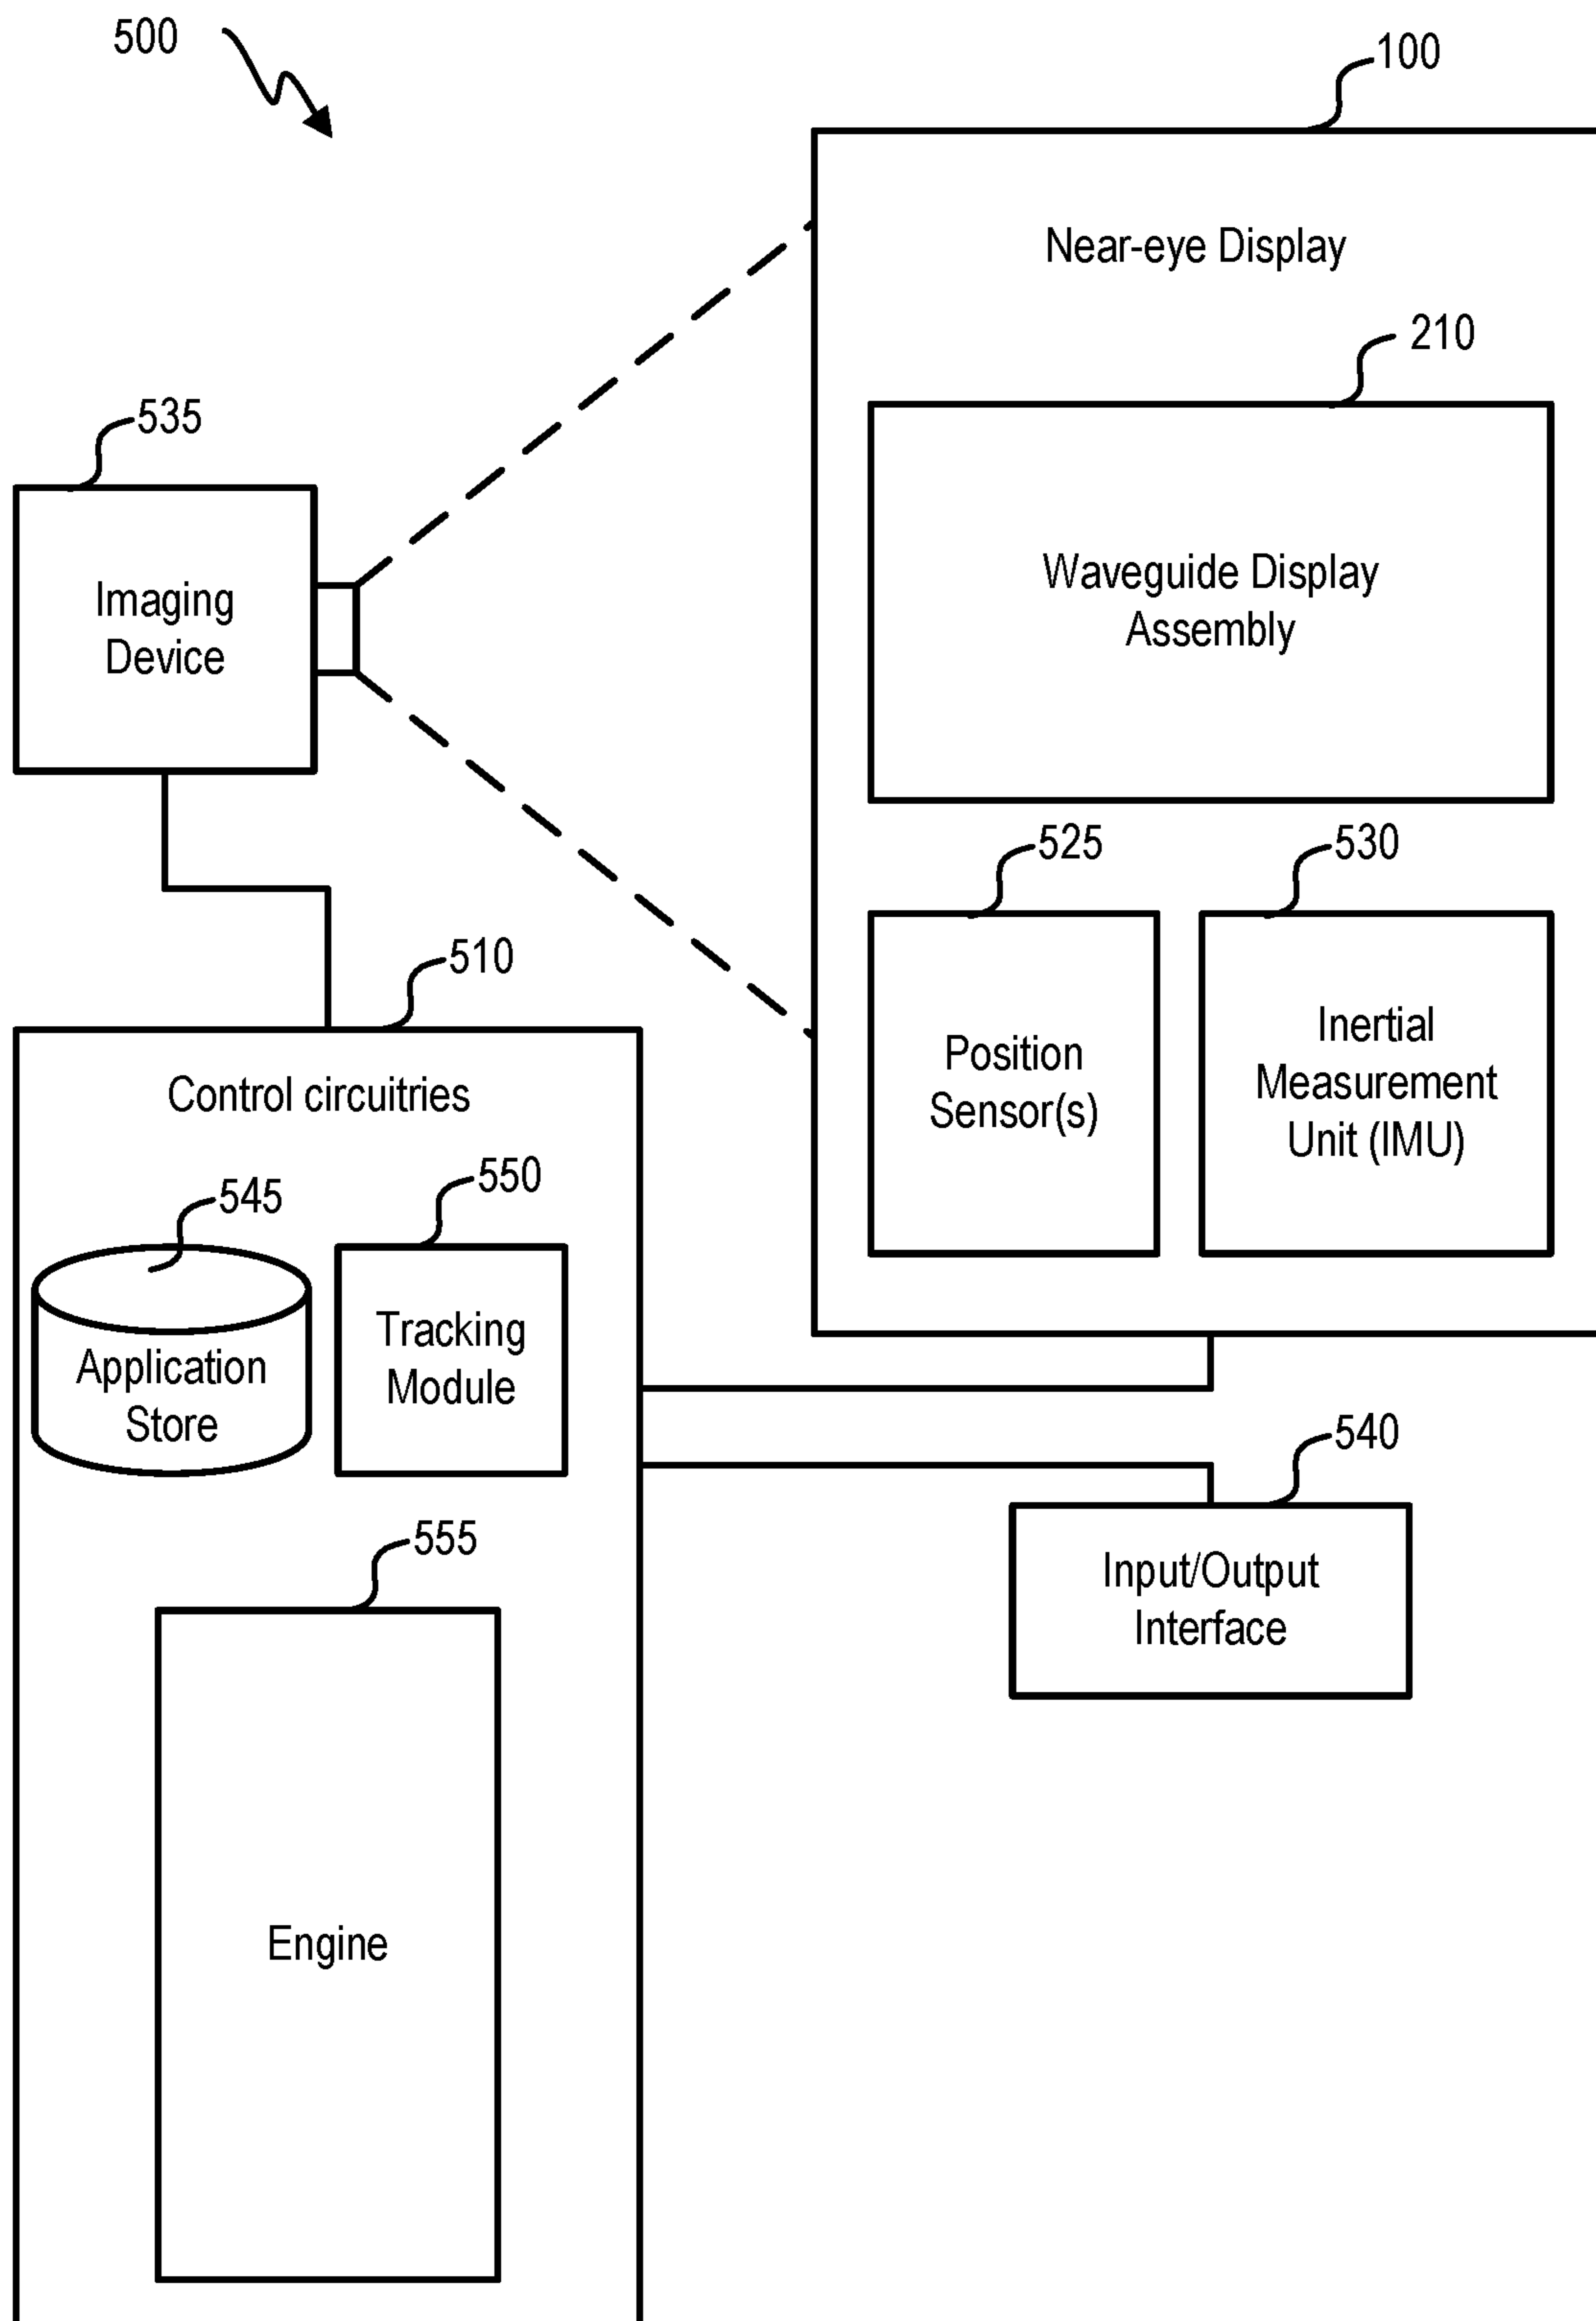 500
100
Near-eye Display
210
535
Imaging
Device
Waveguide Display
Assembly
525
530
510
Position
Sensor(s)
Inertial
Measurement
Unit (IMU)
Control circuitries
545
550
Application
Store
Tracking
Module
540
555
Input/Output
Interface
Engine